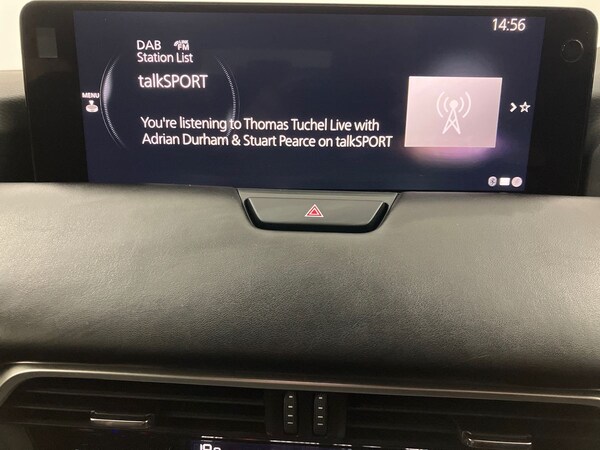 14:56
DAB FM
Station List
talkSPORT
MENU
You're listening to Thomas Tuchel Live with
Adrian Durham & Stuart Pearce on talkSPORT